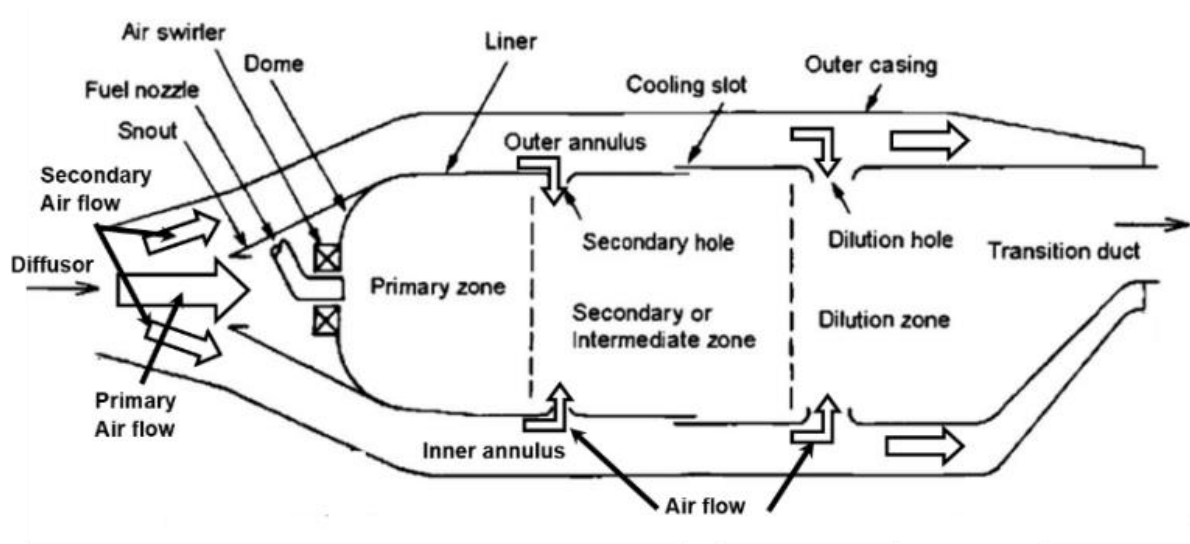 Air swirler
Liner
Dome
Outer casing
Cooling slot
Fuel nozzle
Snout
Outer annulus
Secondary
Air flow
Secondary hole
Dilution hole
Transition duct
Diffusor
Primary zone
Secondary or
Intermediate zone
Dilution zone
Primary
Air flow
Inner annulus
Air flow